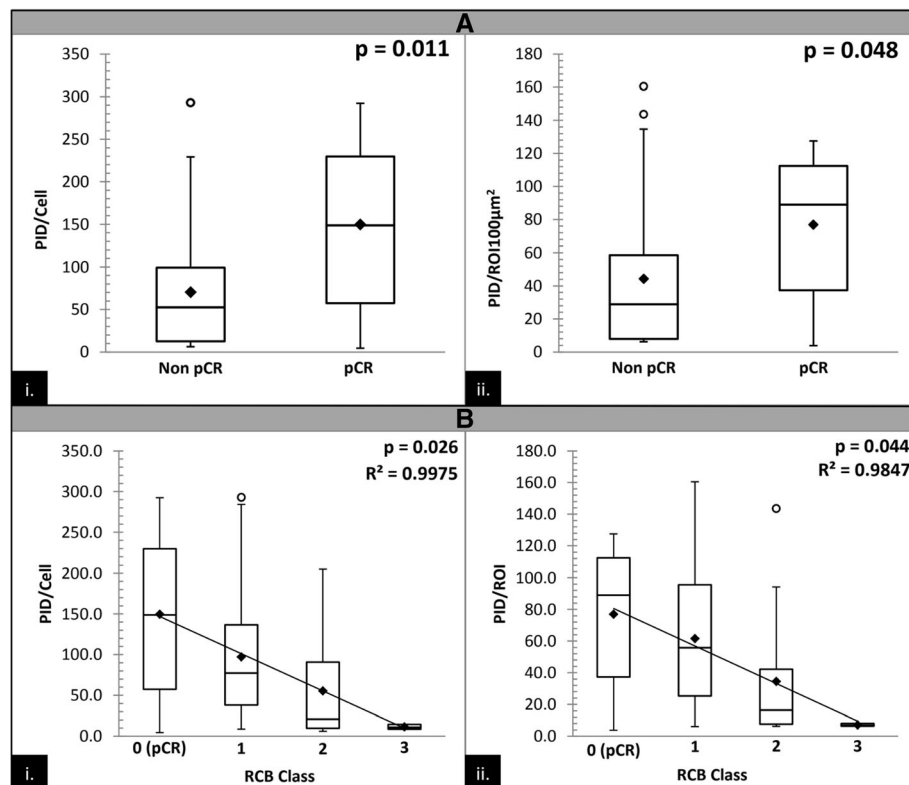 A
p = 0.011
350
300
250
200
150
100
50
0
PID/Cell
Non pCR
pCR
i.
p = 0.048
180
160
140
120
100
80
60
40
20
0
PID/ROI100µm²
Non pCR
pCR
ii.
B
p = 0.026
R² = 0.9975
350.0
300.0
250.0
200.0
150.0
100.0
50.0
0.0
PID/Cell
0 (pCR)
1
2
3
RCB Class
i.
p = 0.044
R² = 0.9847
180.0
160.0
140.0
120.0
100.0
80.0
60.0
40.0
20.0
0.0
PID/ROI
0 (pCR)
1
2
3
RCB Class
ii.